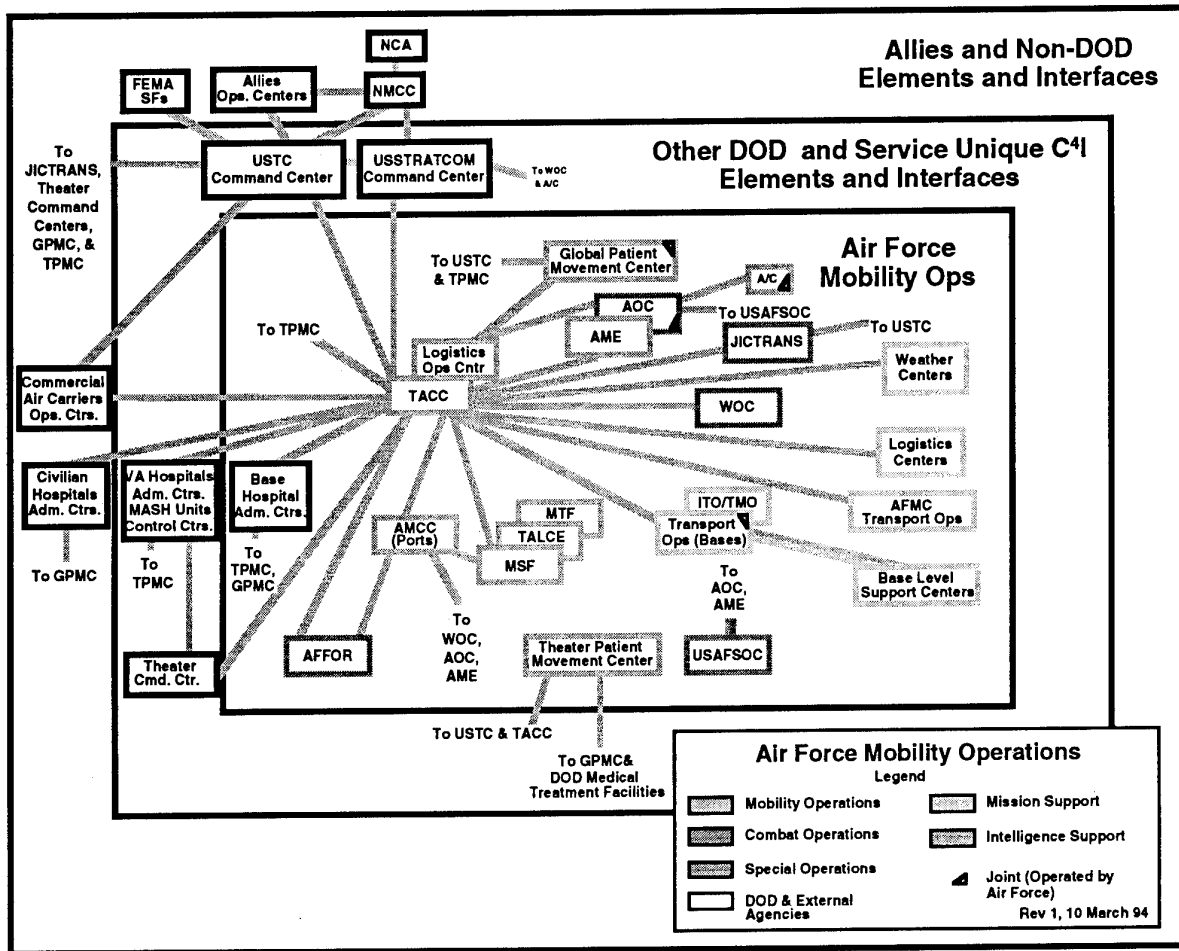 NCA
Allies and Non-DOD
Elements and Interfaces
FEMA
SFs
Allies
Ops. Centers
NMCC
To
JICTRANS,
Theater
Command
Centers,
GPMC, &
TPMC
USTC
Command Center
USSTRATCOM
Command Center
To WOC
& A/C
Other DOD and Service Unique C⁴I
Elements and Interfaces
Air Force
Mobility Ops
To USTC
& TPMC
Global Patient
Movement Center
A/C
AOC
To USAFSOC
AME
To TPMC
Logistics
Ops Cntr
JICTRANS
To USTC
Weather
Centers
Commercial
Air Carriers
Ops. Ctrs.
TACC
WOC
Logistics
Centers
Civilian
Hospitals
Adm. Ctrs.
VA Hospitals
Adm. Ctrs.
MASH Units
Control Ctrs.
Base
Hospital
Adm. Ctrs.
AMCC
(Ports)
MTF
TALCE
MSF
ITO/TMO
Transport
Ops (Bases)
AFMC
Transport Ops
To GPMC
To
TPMC
To
TPMC,
GPMC
To
WOC,
AOC,
AME
To
AOC,
AME
Base Level
Support Centers
Theater
Cmd. Ctr.
AFFOR
Theater Patient
Movement Center
USAFSOC
To USTC & TACC
To GPMC&
DOD Medical
Treatment Facilities
Air Force Mobility Operations
Legend
Mobility Operations
Combat Operations
Special Operations
DOD & External
Agencies
Mission Support
Intelligence Support
Joint (Operated by
Air Force)
Rev 1, 10 March 94